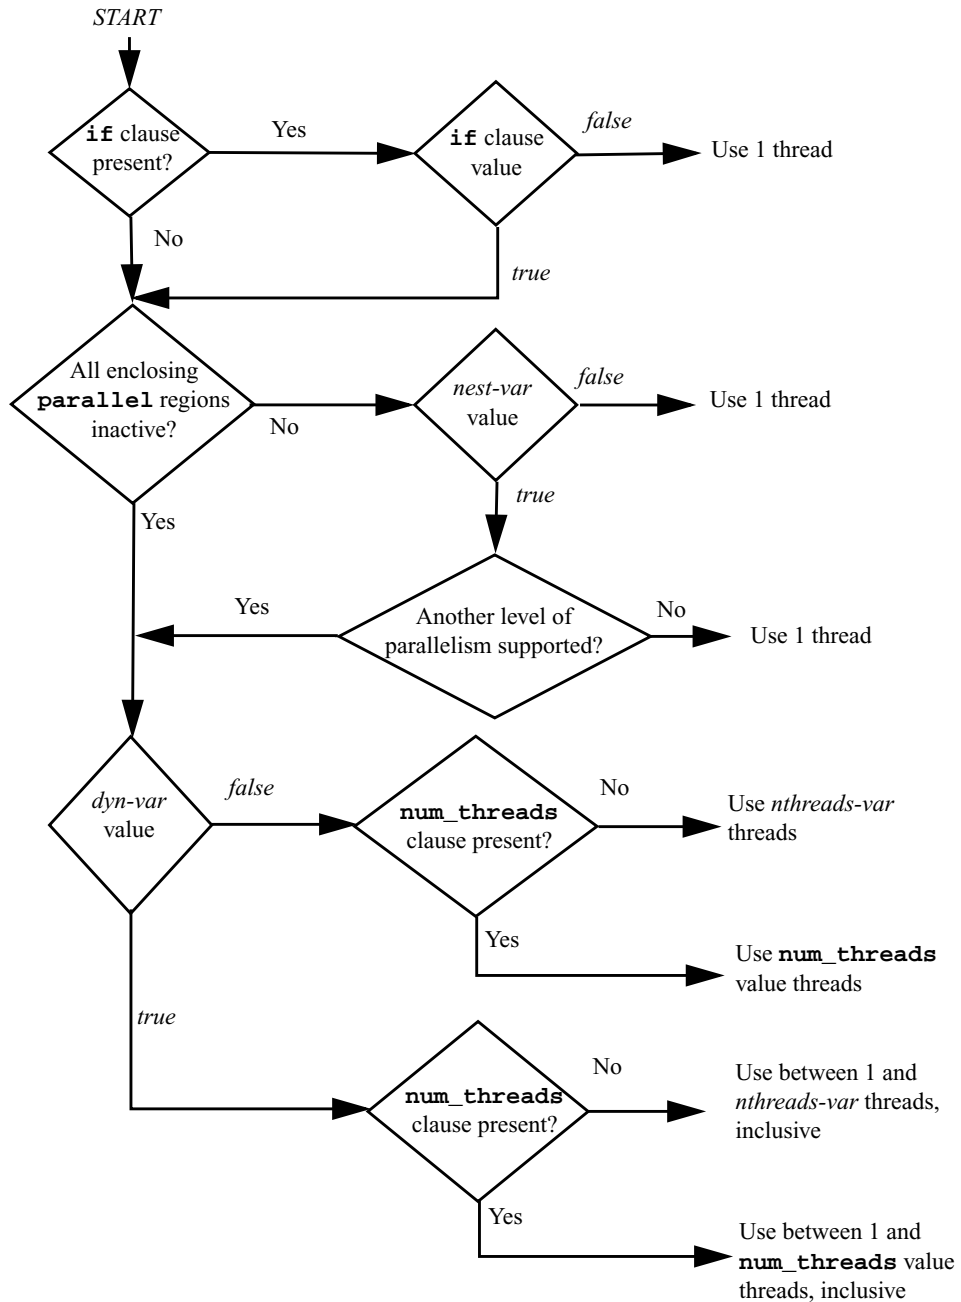 START
if clause
present?
Yes
if clause
value
false
Use 1 thread
No
true
All enclosing
parallel regions
inactive?
No
nest-var
value
false
Use 1 thread
true
Yes
Yes
Another level of
parallelism supported?
No
Use 1 thread
dyn-var
value
false
num_threads
clause present?
No
Use nthreads-var
threads
Yes
Use num_threads
value threads
true
num_threads
clause present?
No
Use between 1 and
nthreads-var threads,
inclusive
Yes
Use between 1 and
num_threads value
threads, inclusive